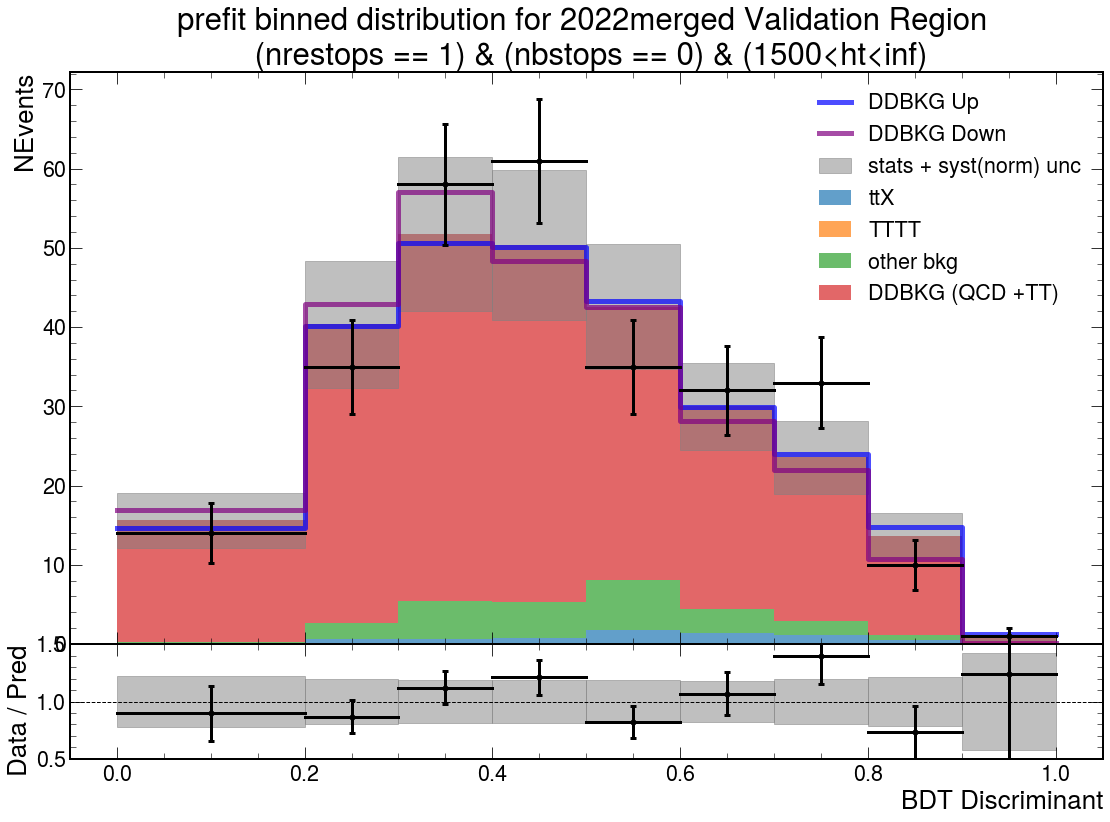 prefit binned distribution for 2022merged Validation Region
(nrestops == 1) & (nbstops == 0) & (1500<ht<inf)
NEvents
70
60
50
40
30
20
10
0
DDBKG Up
DDBKG Down
stats + syst(norm) unc
ttX
TTTT
other bkg
DDBKG (QCD +TT)
Data / Pred
1.5
1.0
0.5
0.0 0.2 0.4 0.6 0.8 1.0
BDT Discriminant